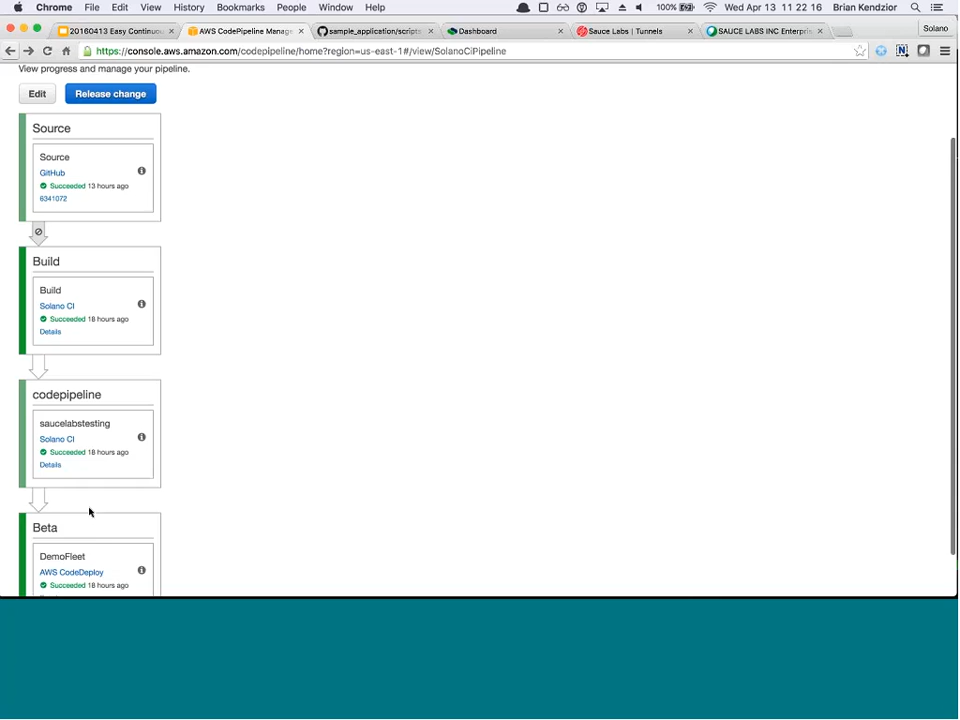 Chrome File Edit View History Bookmarks People Window Help 100% Wed Apr 13 11 22 16 Brian Kendzior
20160413 Easy Continuou AWS CodePipeline Manag sample_application/scripts Dashboard Sauce Labs | Tunnels SAUCE LABS INC Enterpris Solano
https://console.aws.amazon.com/codepipeline/home?region=us-east-1#/view/SolanoCiPipeline
View progress and manage your pipeline.
Edit Release change
Source
Source
GitHub
Succeeded 13 hours ago
6341072
Build
Build
Solano CI
Succeeded 18 hours ago
Details
codepipeline
saucelabstesting
Solano CI
Succeeded 18 hours ago
Details
Beta
DemoFleet
AWS CodeDeploy
Succeeded 18 hours ago